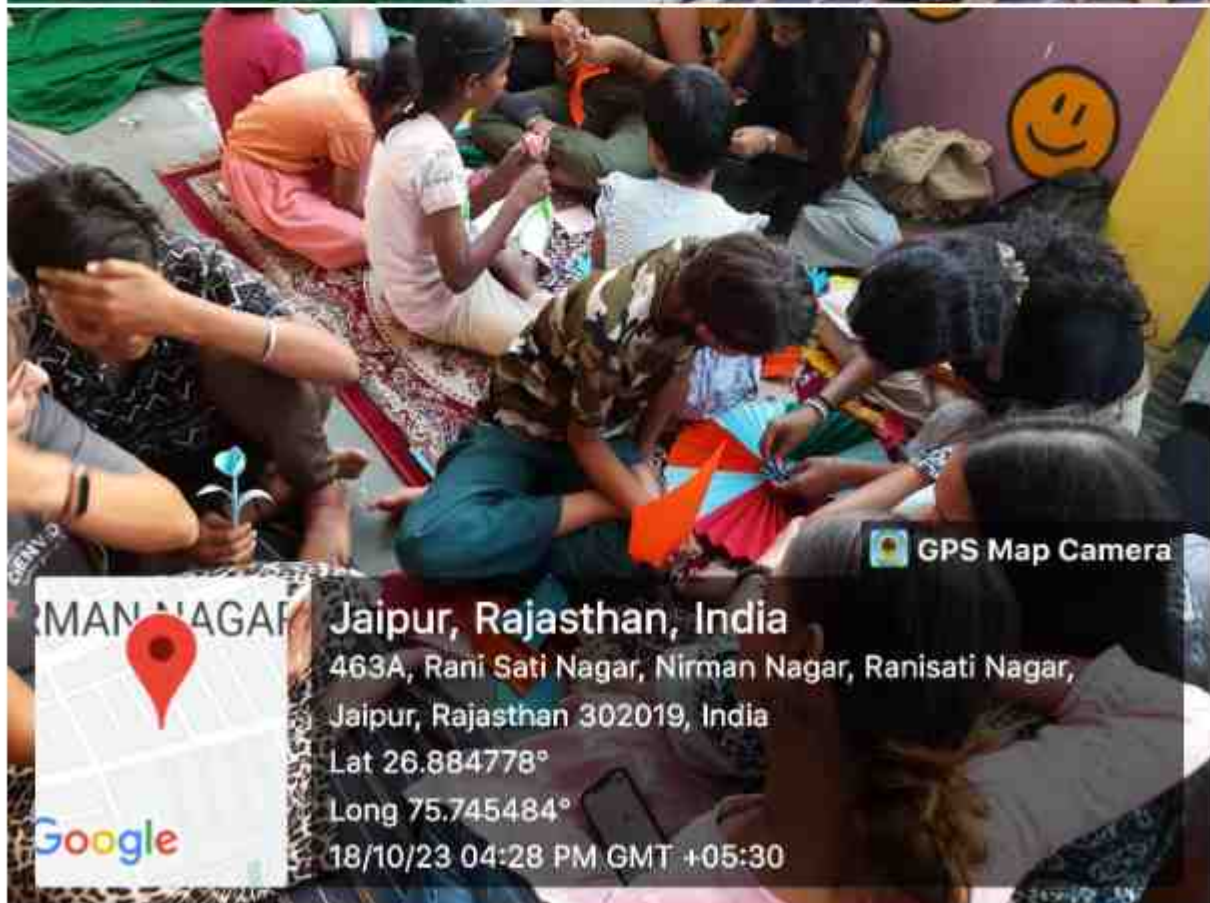 GPS Map Camera
RMAN NAGAR
Jaipur, Rajasthan, India
463A, Rani Sati Nagar, Nirman Nagar, Ranisati Nagar,
Jaipur, Rajasthan 302019, India
Lat 26.884778°
Long 75.745484°
18/10/23 04:28 PM GMT +05:30
Google